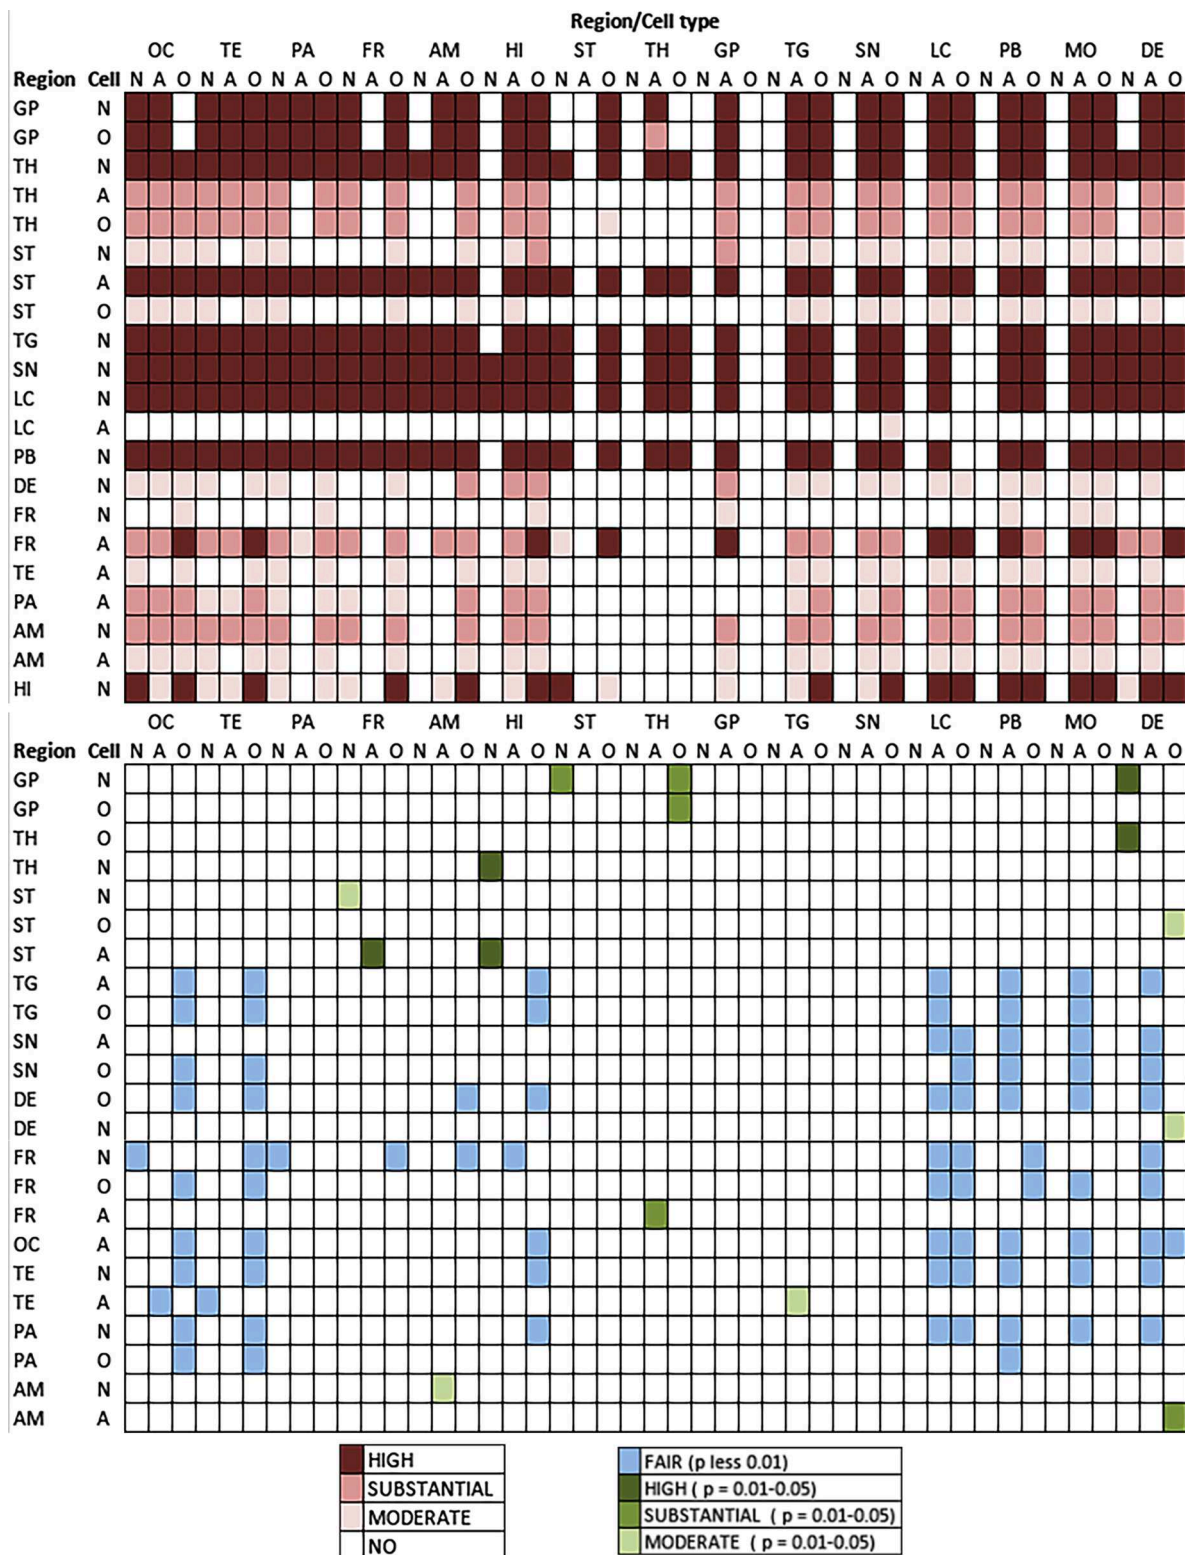 Region/Cell type
OC TE PA FR AM HI ST TH GP TG SN LC PB MO DE
Region Cell N A O N A O N A O N A O N A O N A O N A O N A O N A O N A O N A O N A O N A O N A O N A O
GP N
GP O
TH N
TH A
TH O
ST N
ST A
ST O
TG N
SN N
LC N
LC A
PB N
DE N
FR N
FR A
TE A
PA A
AM N
AM A
HI N
OC TE PA FR AM HI ST TH GP TG SN LC PB MO DE
Region Cell N A O N A O N A O N A O N A O N A O N A O N A O N A O N A O N A O N A O N A O N A O N A O
GP N
GP O
TH O
TH N
ST N
ST O
ST A
TG A
TG O
SN A
SN O
DE O
DE N
FR N
FR O
FR A
OC A
TE N
TE A
PA N
PA O
AM N
AM A
HIGH
SUBSTANTIAL
MODERATE
NO
FAIR (p less 0.01)
HIGH ( p = 0.01-0.05)
SUBSTANTIAL ( p = 0.01-0.05)
MODERATE ( p = 0.01-0.05)